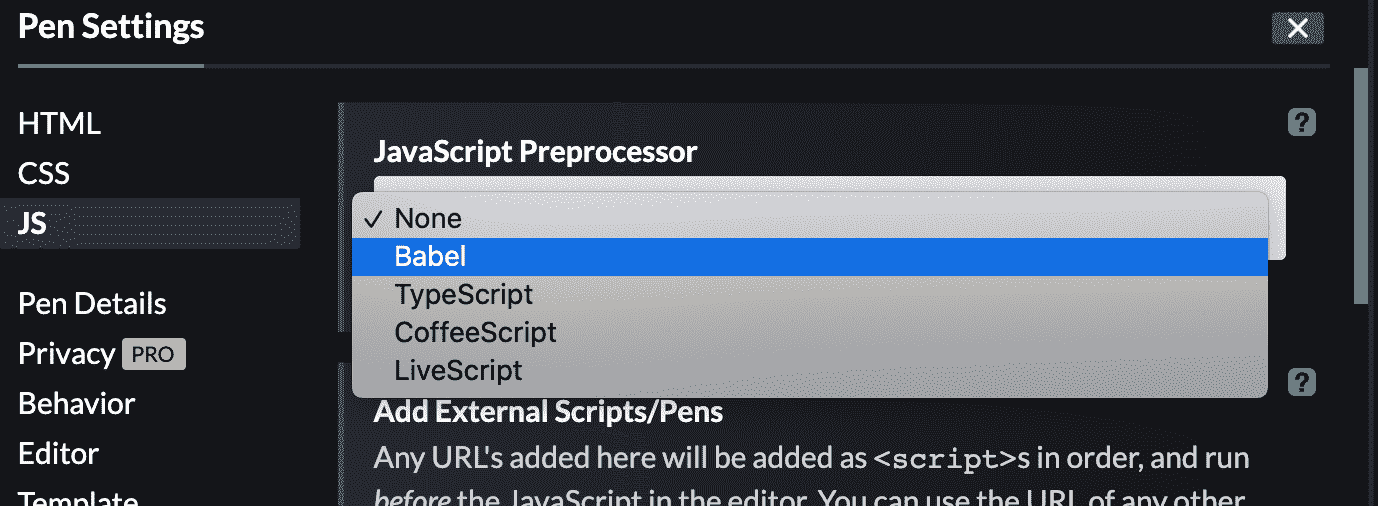 Pen Settings
HTML
CSS
JS
Pen Details
Privacy PRO
Behavior
Editor
Template
?
JavaScript Preprocessor
✓ None
Babel
TypeScript
CoffeeScript
LiveScript
?
Add External Scripts/Pens
Any URL's added here will be added as <script>s in order, and run
before the JavaScript in the editor. You can use the URL of any other